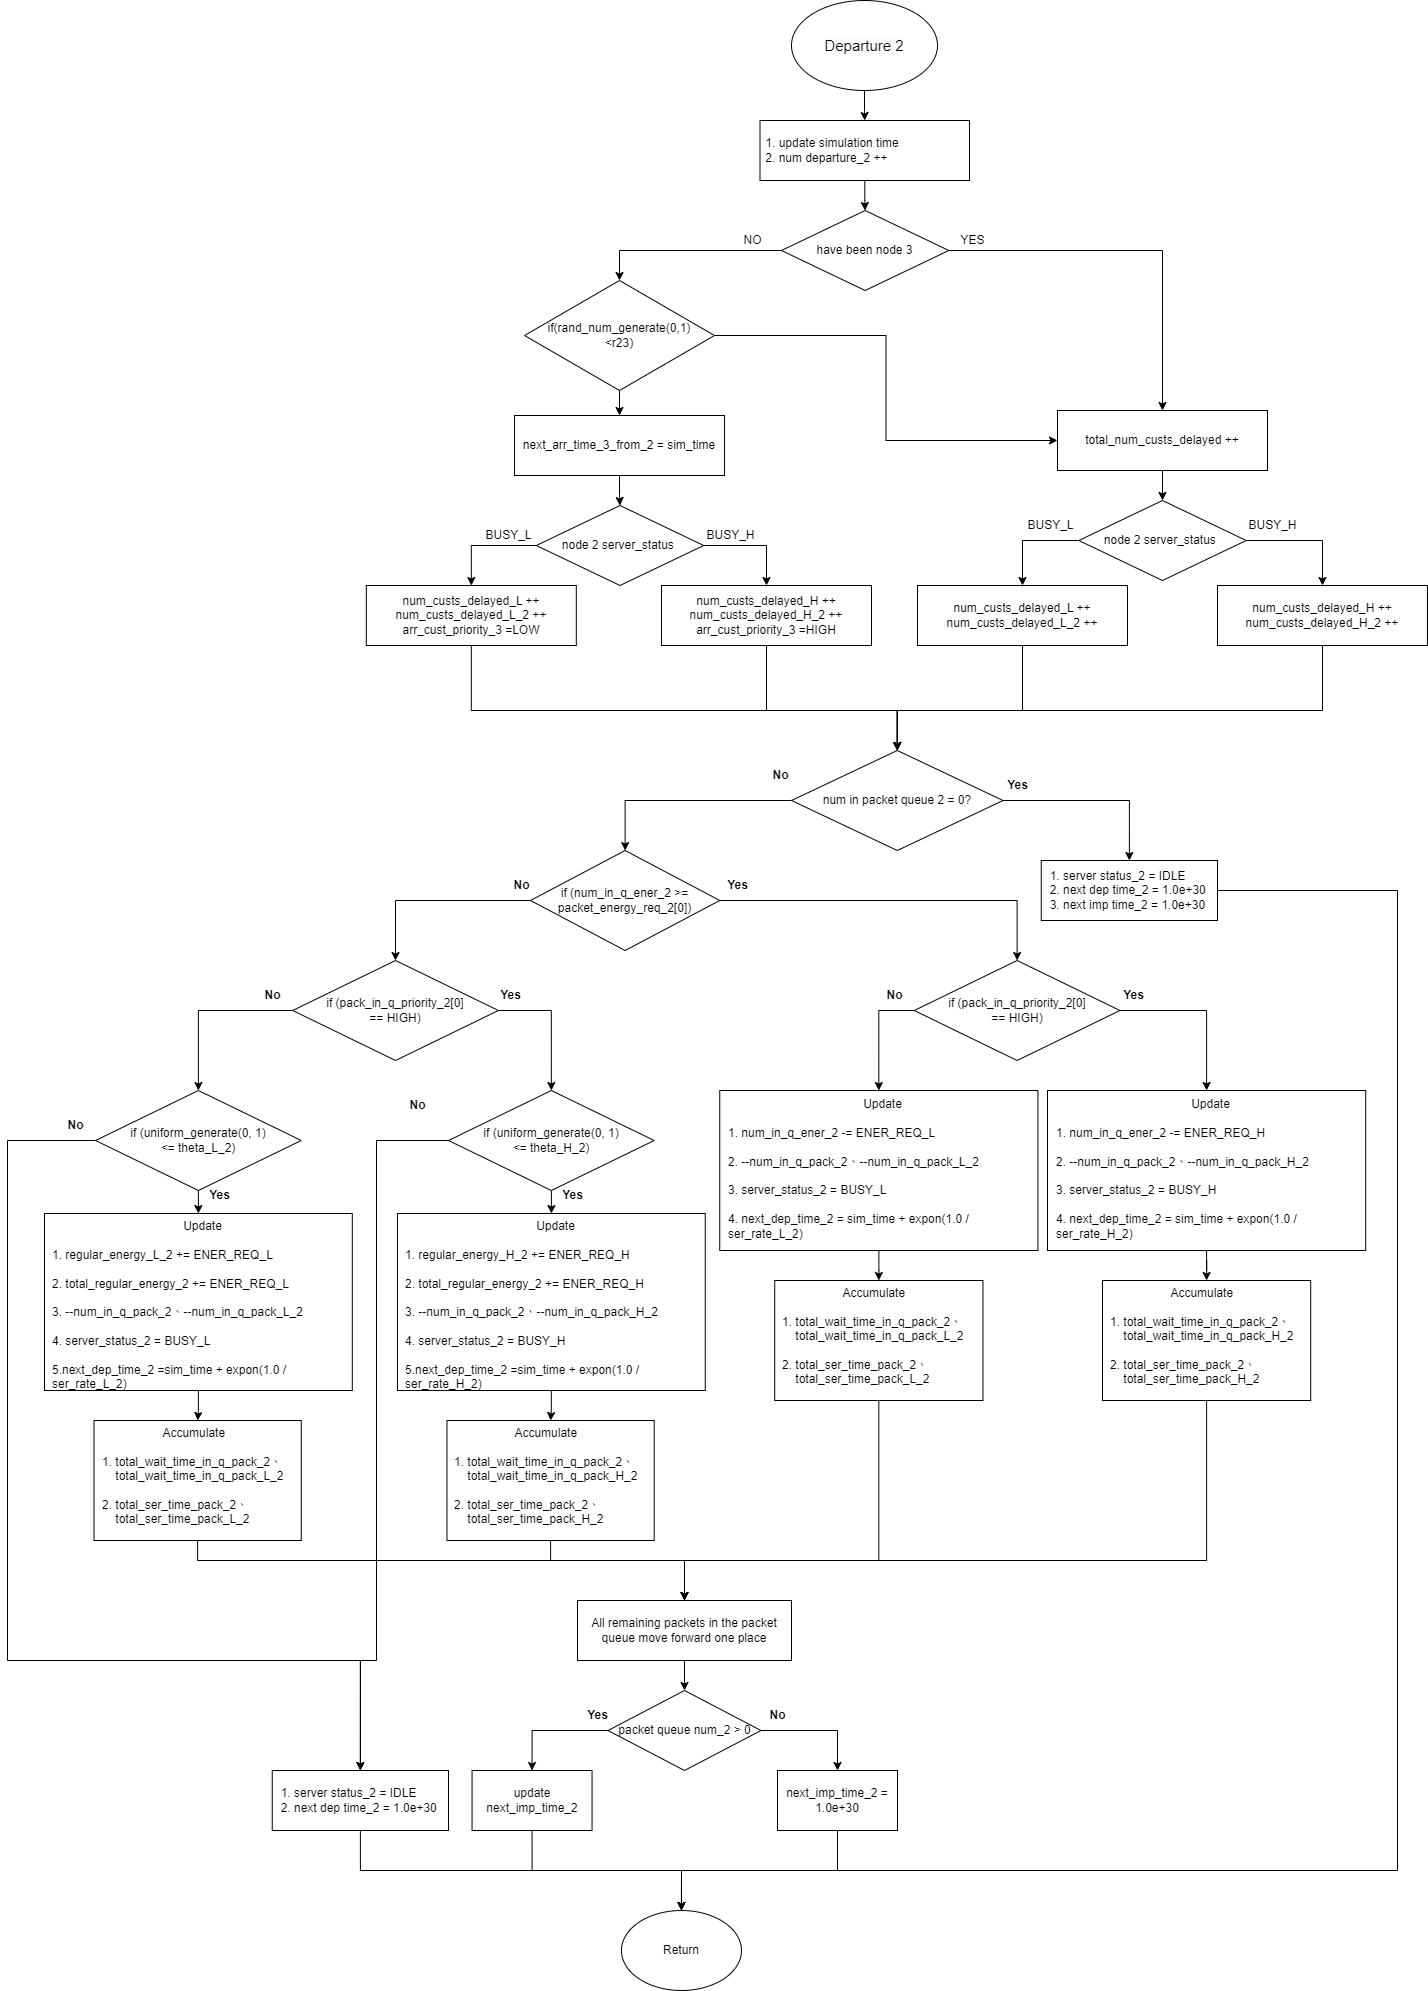 Departure 2
1. update simulation time
2. num departure_2 ++
have been node 3
NO
YES
if(rand_num_generate(0,1)
<r23)
next_arr_time_3_from_2 = sim_time
total_num_custs_delayed ++
node 2 server_status
BUSY_L
BUSY_H
node 2 server_status
BUSY_L
BUSY_H
num_custs_delayed_L ++
num_custs_delayed_L_2 ++
arr_cust_priority_3 =LOW
num_custs_delayed_H ++
num_custs_delayed_H_2 ++
arr_cust_priority_3 =HIGH
num_custs_delayed_L ++
num_custs_delayed_L_2 ++
num_custs_delayed_H ++
num_custs_delayed_H_2 ++
num in packet queue 2 = 0?
No
Yes
1. server status_2 = IDLE
2. next dep time_2 = 1.0e+30
3. next imp time_2 = 1.0e+30
if (num_in_q_ener_2 >=
packet_energy_req_2[0])
No
Yes
if (pack_in_q_priority_2[0]
== HIGH)
No
Yes
if (pack_in_q_priority_2[0]
== HIGH)
No
Yes
if (uniform_generate(0, 1)
<= theta_L_2)
No
Yes
if (uniform_generate(0, 1)
<= theta_H_2)
No
Yes
Update
1. num_in_q_ener_2 -= ENER_REQ_L
2. --num_in_q_pack_2、--num_in_q_pack_L_2
3. server_status_2 = BUSY_L
4. next_dep_time_2 = sim_time + expon(1.0 /
ser_rate_L_2)
Update
1. num_in_q_ener_2 -= ENER_REQ_H
2. --num_in_q_pack_2、--num_in_q_pack_H_2
3. server_status_2 = BUSY_H
4. next_dep_time_2 = sim_time + expon(1.0 /
ser_rate_H_2)
Update
1. regular_energy_L_2 += ENER_REQ_L
2. total_regular_energy_2 += ENER_REQ_L
3. --num_in_q_pack_2、--num_in_q_pack_L_2
4. server_status_2 = BUSY_L
5.next_dep_time_2 =sim_time + expon(1.0 /
ser_rate_L_2)
Update
1. regular_energy_H_2 += ENER_REQ_H
2. total_regular_energy_2 += ENER_REQ_H
3. --num_in_q_pack_2、--num_in_q_pack_H_2
4. server_status_2 = BUSY_H
5.next_dep_time_2 =sim_time + expon(1.0 /
ser_rate_H_2)
Accumulate
1. total_wait_time_in_q_pack_2、
total_wait_time_in_q_pack_L_2
2. total_ser_time_pack_2、
total_ser_time_pack_L_2
Accumulate
1. total_wait_time_in_q_pack_2、
total_wait_time_in_q_pack_H_2
2. total_ser_time_pack_2、
total_ser_time_pack_H_2
Accumulate
1. total_wait_time_in_q_pack_2、
total_wait_time_in_q_pack_L_2
2. total_ser_time_pack_2、
total_ser_time_pack_L_2
Accumulate
1. total_wait_time_in_q_pack_2、
total_wait_time_in_q_pack_H_2
2. total_ser_time_pack_2、
total_ser_time_pack_H_2
All remaining packets in the packet
queue move forward one place
packet queue num_2 > 0
Yes
No
1. server status_2 = IDLE
2. next dep time_2 = 1.0e+30
update
next_imp_time_2
next_imp_time_2 =
1.0e+30
Return